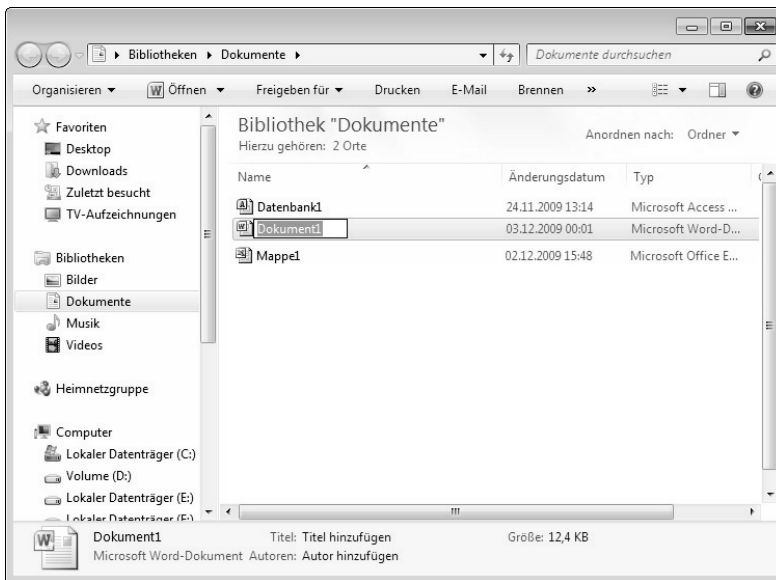 Bibliotheken Dokumente
Dokumente durchsuchen
Organisieren Öffnen Freigeben für Drucken E-Mail Brennen »
Favoriten
Desktop
Downloads
Zuletzt besucht
TV-Aufzeichnungen
Bibliotheken
Bilder
Dokumente
Musik
Videos
Heimnetzgruppe
Computer
Lokaler Datenträger (C:)
Volume (D:)
Lokaler Datenträger (E:)
Lokaler Datenträger (F:)
Bibliothek "Dokumente"
Hierzu gehören: 2 Orte
Anordnen nach: Ordner
Name Änderungsdatum Typ
Datenbank1 24.11.2009 13:14 Microsoft Access ...
Dokument1 03.12.2009 00:01 Microsoft Word-D...
Mappe1 02.12.2009 15:48 Microsoft Office E...
Dokument1 Titel: Titel hinzufügen Größe: 12,4 KB
Microsoft Word-Dokument Autoren: Autor hinzufügen